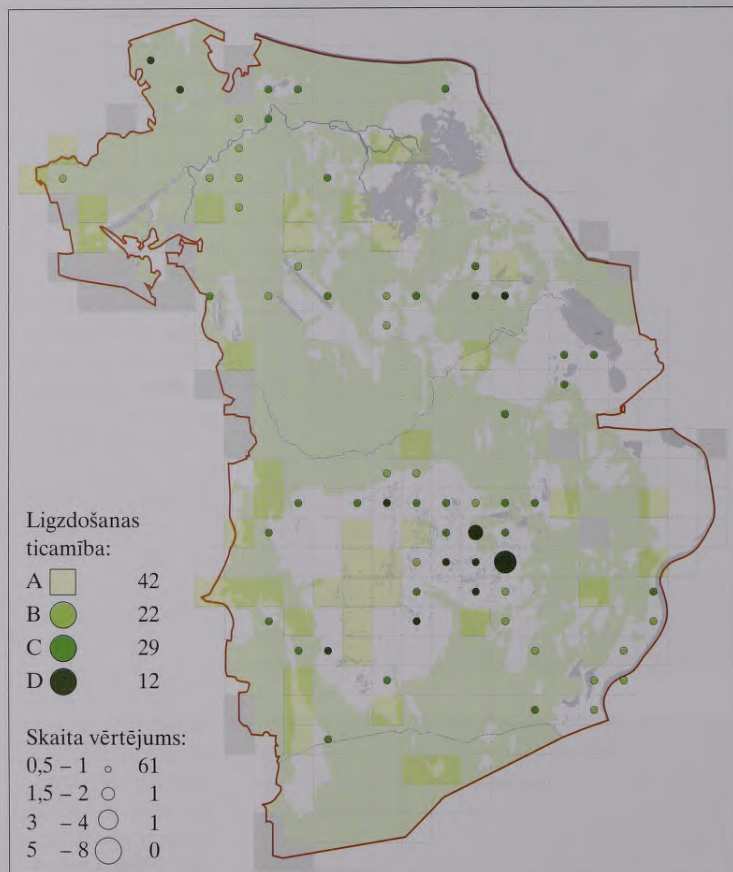 Ligzdošanas
ticamība:
A 42
B 22
C 29
D 12
Skaita vērtējums:
0,5 – 1 61
1,5 – 2 1
3 – 4 1
5 – 8 0